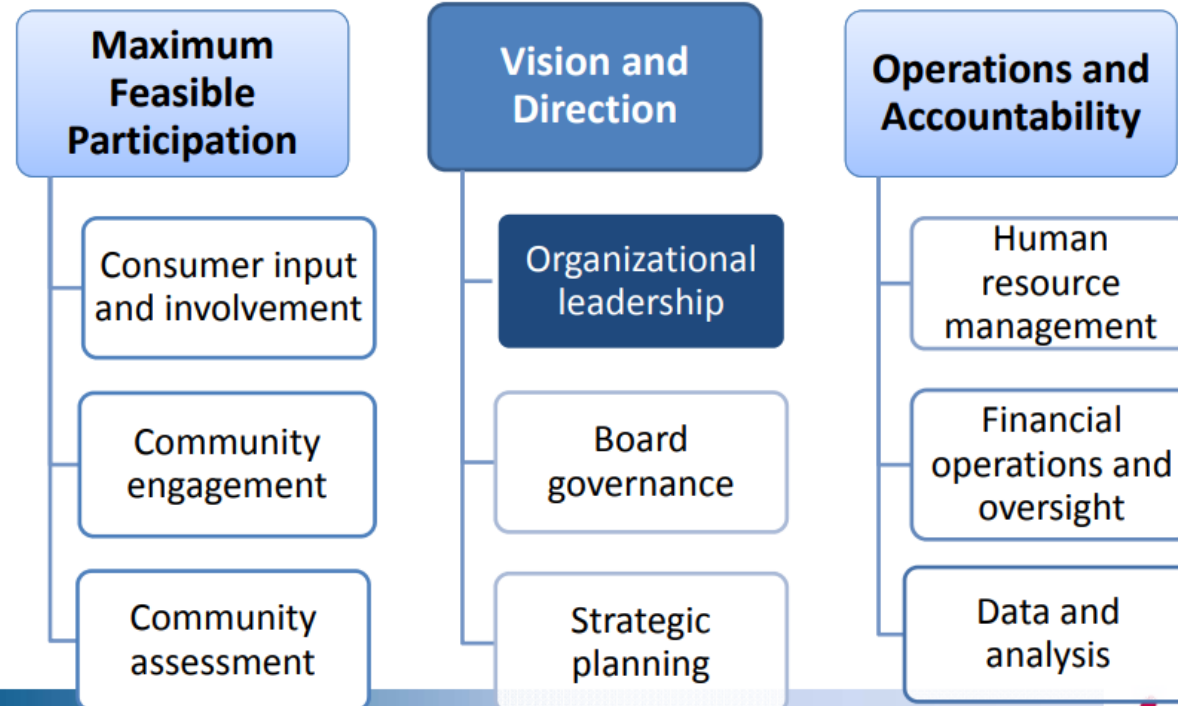 Maximum
Feasible
Participation
Consumer input
and involvement
Community
engagement
Community
assessment
Vision and
Direction
Organizational
leadership
Board
governance
Strategic
planning
Operations and
Accountability
Human
resource
management
Financial
operations and
oversight
Data and
analysis